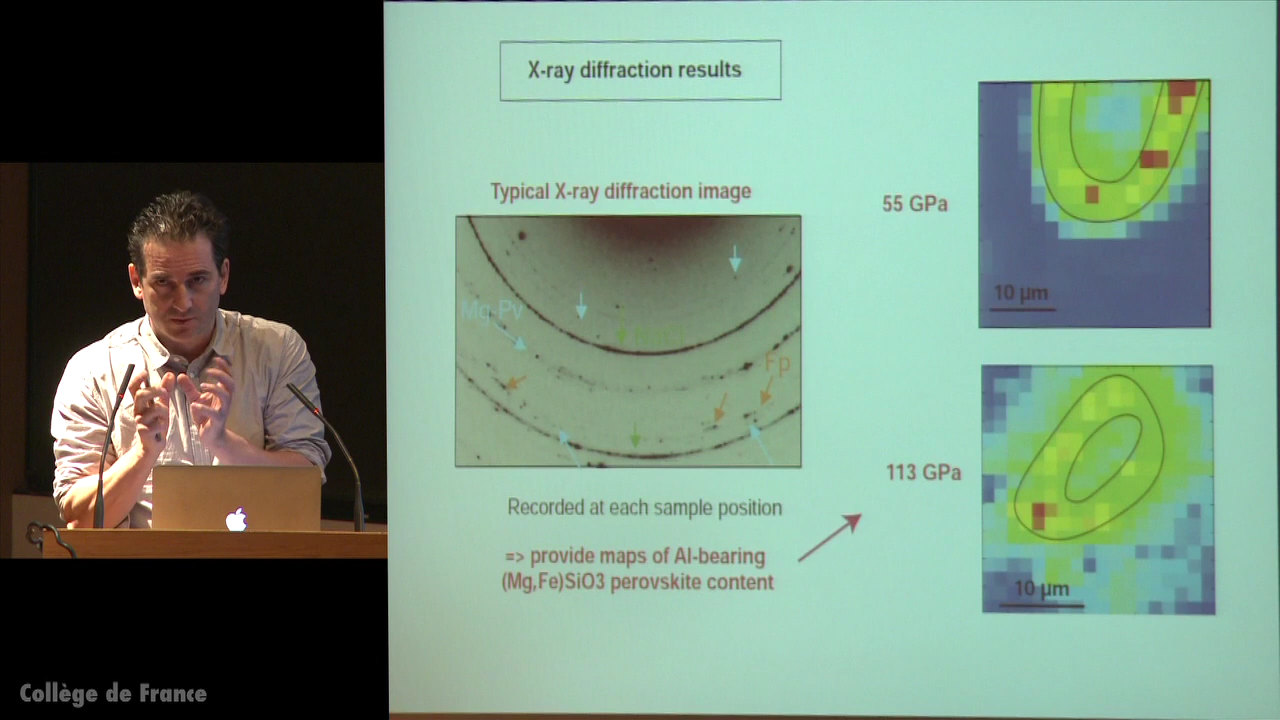 X-ray diffraction results
Typical X-ray diffraction image
Mg-Pv
Fp
Recorded at each sample position
=> provide maps of Al-bearing
(Mg,Fe)SiO3 perovskite content
55 GPa
10 µm
113 GPa
10 µm
Collège de France